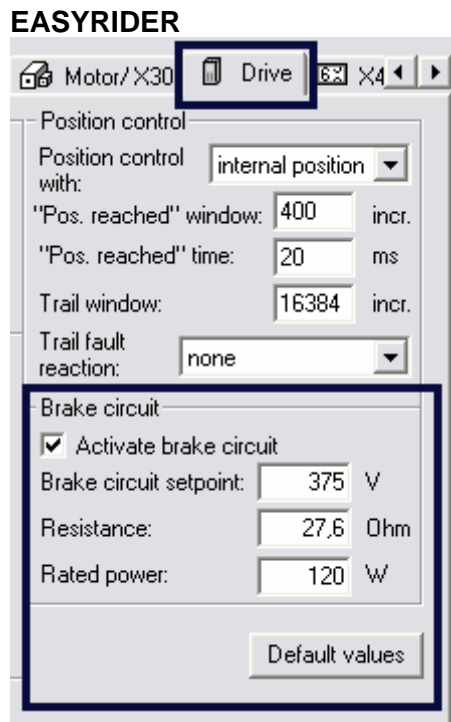 EASYRIDER
Motor/X30 Drive X4
Position control
Position control with: internal position
"Pos. reached" window: 400 incr.
"Pos. reached" time: 20 ms
Trail window: 16384 incr.
Trail fault reaction: none
Brake circuit
Activate brake circuit
Brake circuit setpoint: 375 V
Resistance: 27,6 Ohm
Rated power: 120 W
Default values